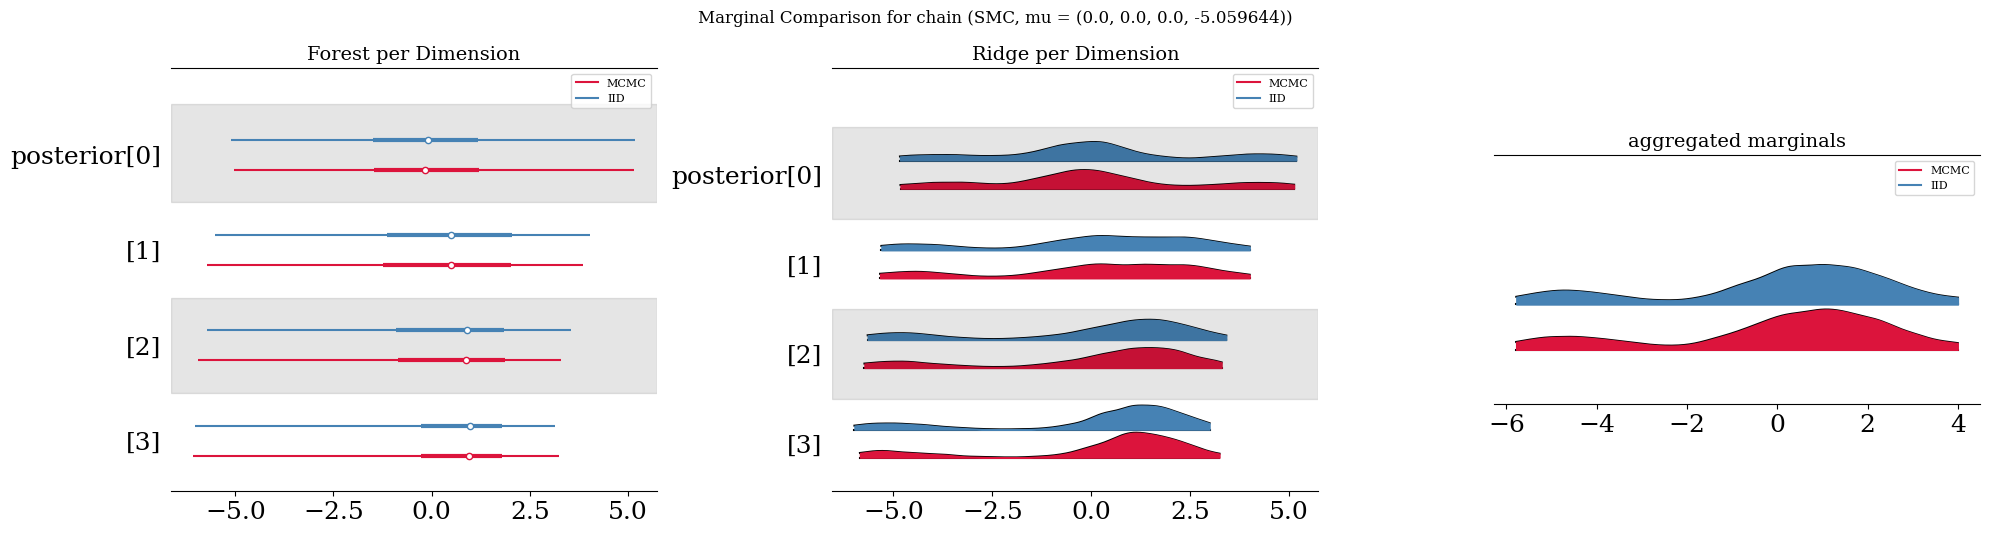 Marginal Comparison for chain (SMC, mu = (0.0, 0.0, 0.0, -5.059644))
Forest per Dimension
MCMC
IID
posterior[0]
[1]
[2]
[3]
−5.0 −2.5 0.0 2.5 5.0
Ridge per Dimension
MCMC
IID
posterior[0]
[1]
[2]
[3]
−5.0 −2.5 0.0 2.5 5.0
aggregated marginals
MCMC
IID
−6 −4 −2 0 2 4